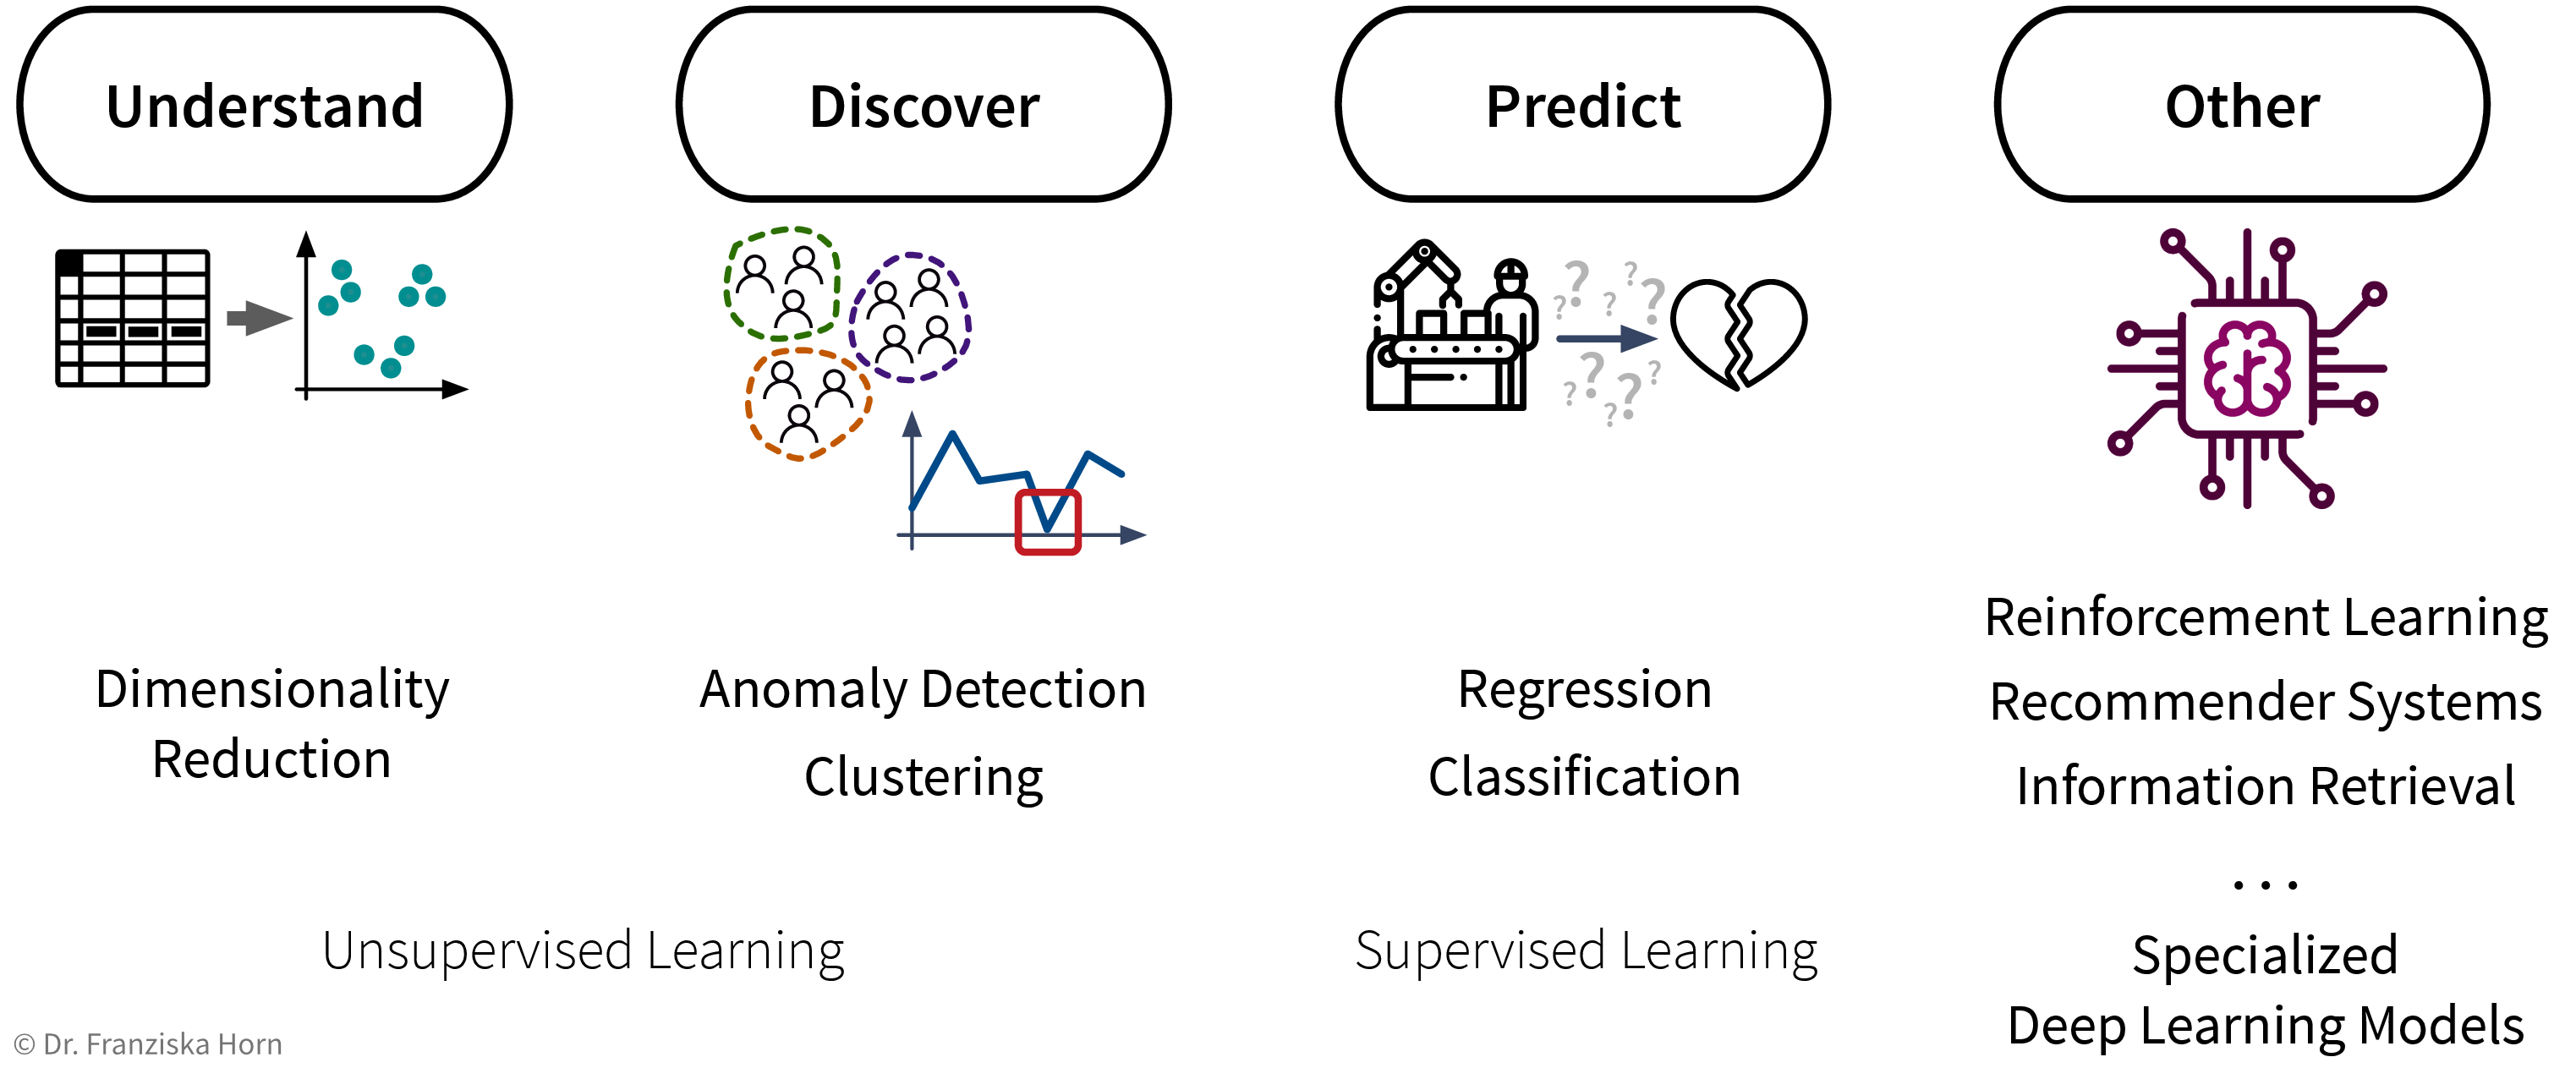 Understand
Discover
Predict
Other
? ? ? ? ?
? ? ? ? ?
Dimensionality
Reduction
Anomaly Detection
Clustering
Regression
Classification
Reinforcement Learning
Recommender Systems
Information Retrieval
...
Specialized
Deep Learning Models
Unsupervised Learning
Supervised Learning
© Dr. Franziska Horn